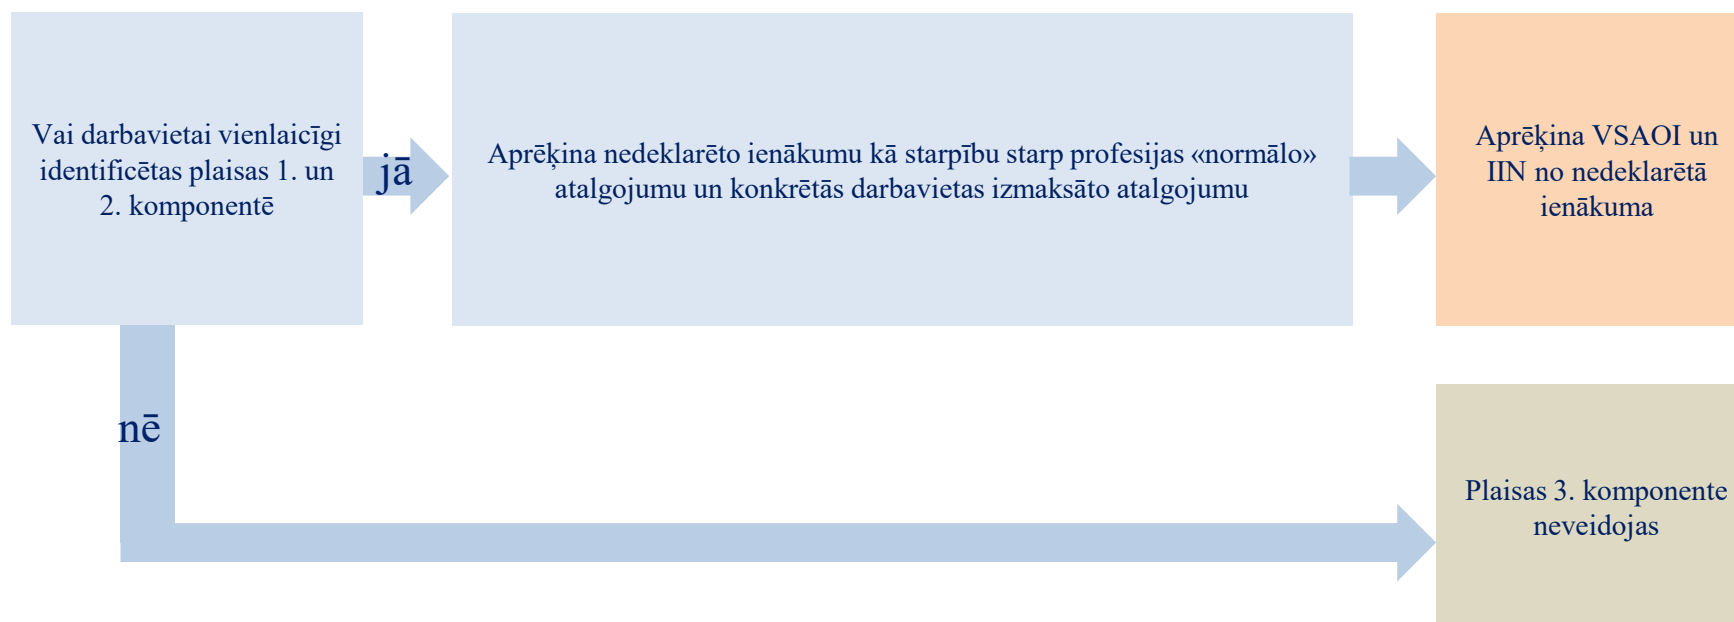 Vai darbavietai vienlaicīgi
identificētas plaisas 1. un
2. komponentē
jā
Aprēķina nedeklarēto ienākumu kā starpību starp profesijas «normālo»
atalgojumu un konkrētās darbavietas izmaksāto atalgojumu
Aprēķina VSAOI un
IIN no nedeklarētā
ienākuma
nē
Plaisas 3. komponente
neveidojas